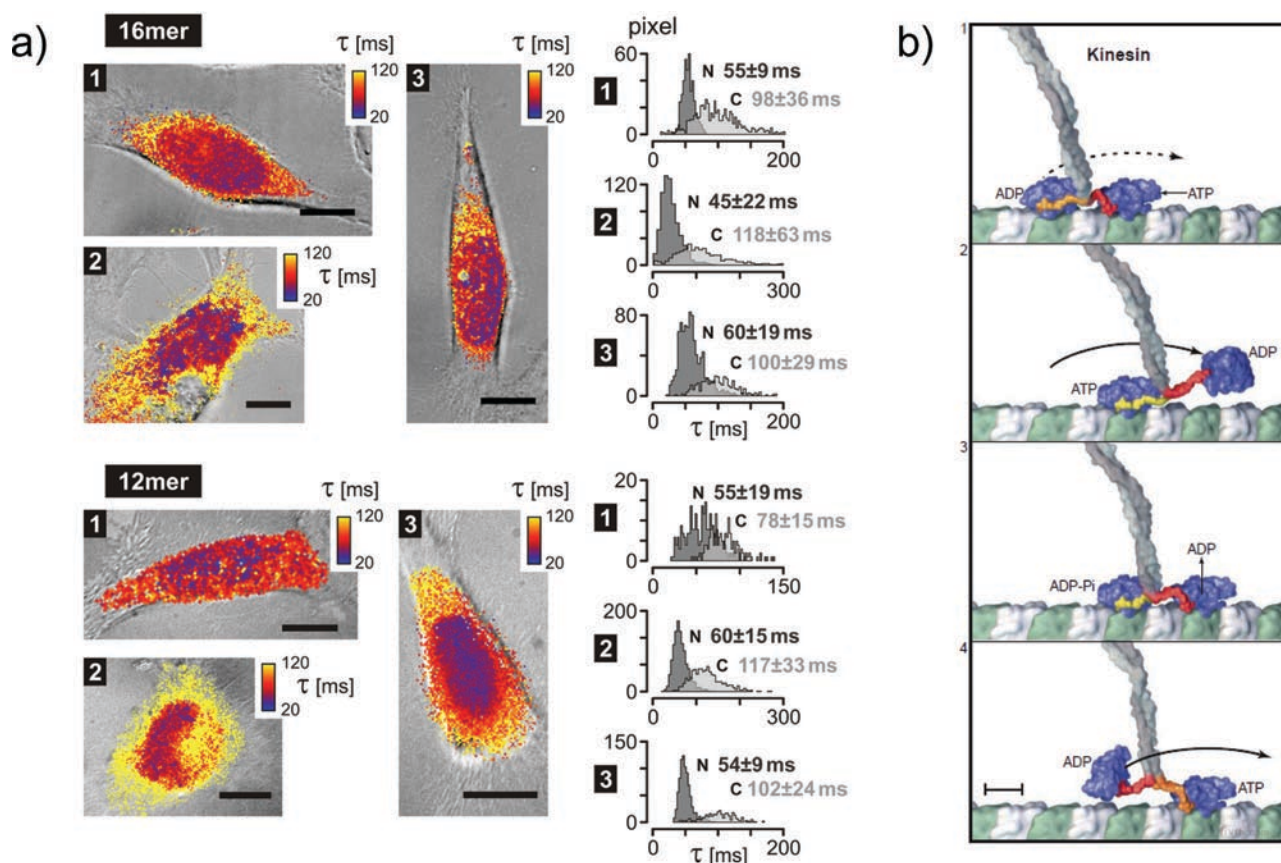 a)
16mer
τ [ms]
120
20
1
τ [ms]
120
20
3
2
120
20
τ [ms]
pixel
60
0
1
N 55±9 ms
C 98±36 ms
0 200
130
0
2
N 45±22 ms
C 118±63 ms
0 300
80
0
3
N 60±19 ms
C 100±29 ms
0 200
τ [ms]
12mer
τ [ms]
120
20
1
τ [ms]
120
20
3
2
120
20
τ [ms]
20
0
1
N 55±19 ms
C 78±15 ms
0 150
200
0
2
N 60±15 ms
C 117±33 ms
0 300
150
0
3
N 54±9 ms
C 102±24 ms
0 200
τ [ms]
b)
1
Kinesin
ADP
ATP
2
ADP
ATP
3
ADP
ADP-Pi
4
ADP
ATP